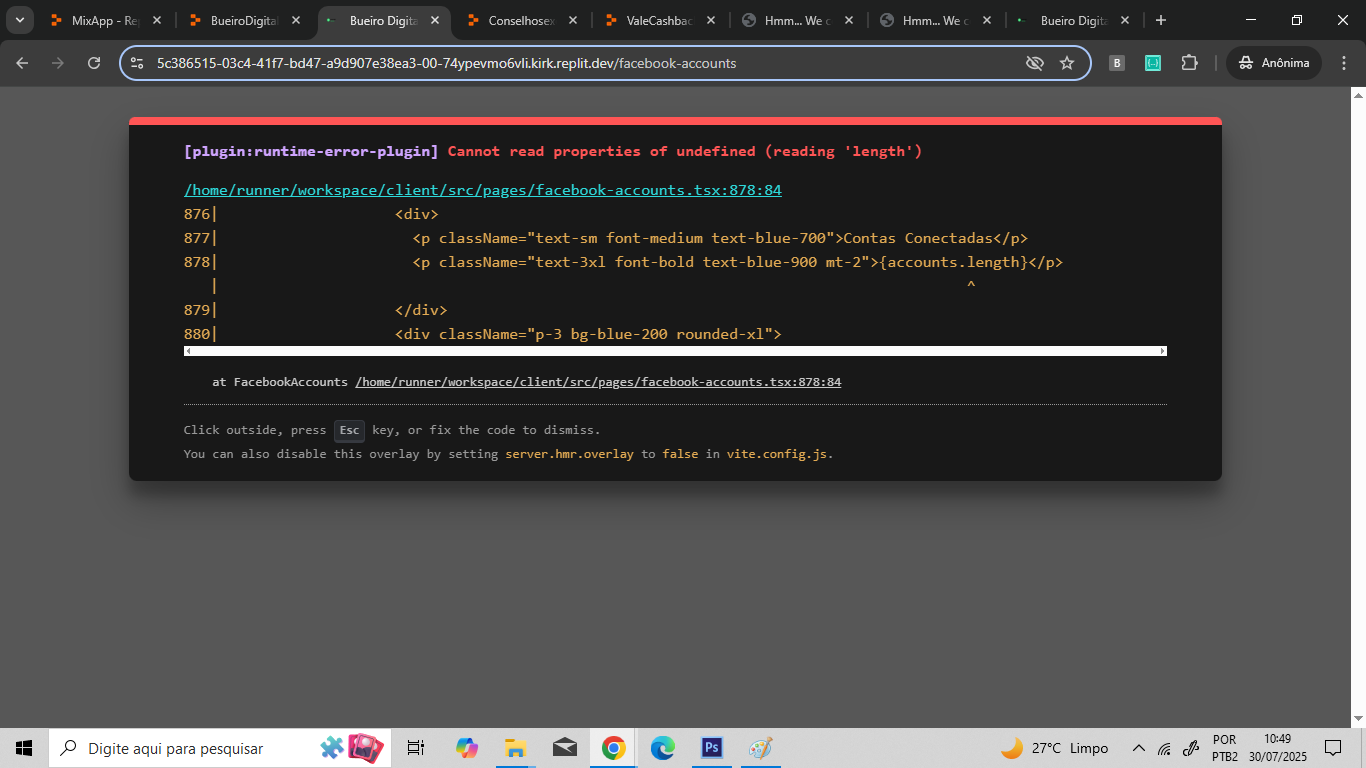 MixApp - Rep
BueiroDigital
Bueiro Digita
Conselhosex
ValeCashbac
Hmm... We c
Hmm... We c
Bueiro Digita
5c386515-03c4-41f7-bd47-a9d907e38ea3-00-74ypevmo6vli.kirk.replit.dev/facebook-accounts
B
{..}
Anônima
[plugin:runtime-error-plugin] Cannot read properties of undefined (reading 'length')
/home/runner/workspace/client/src/pages/facebook-accounts.tsx:878:84
876| <div>
877| <p className="text-sm font-medium text-blue-700">Contas Conectadas</p>
878| <p className="text-3xl font-bold text-blue-900 mt-2">{accounts.length}</p>
| ^
879| </div>
880| <div className="p-3 bg-blue-200 rounded-xl">
at FacebookAccounts /home/runner/workspace/client/src/pages/facebook-accounts.tsx:878:84
Click outside, press Esc key, or fix the code to dismiss.
You can also disable this overlay by setting server.hmr.overlay to false in vite.config.js.
Digite aqui para pesquisar
Ps
27°C Limpo
POR
PTB2
10:49
30/07/2025